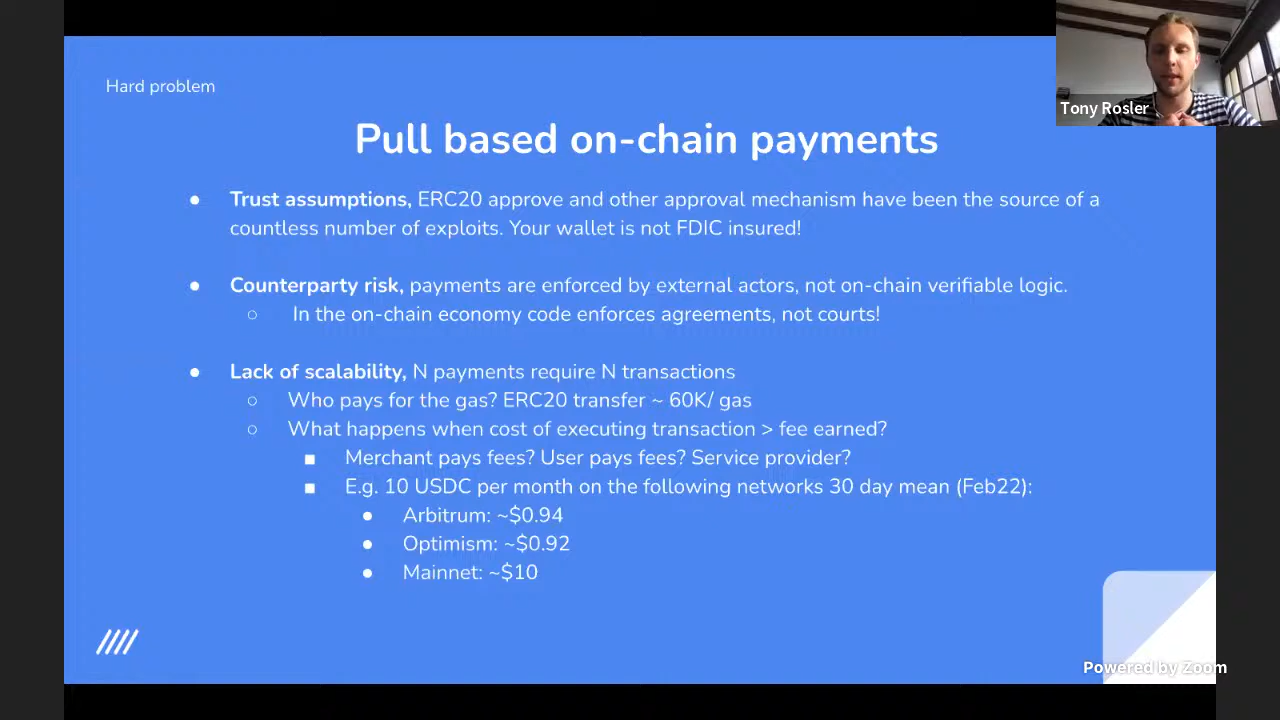 Hard problem
Tony Rosler
Pull based on-chain payments
● Trust assumptions, ERC20 approve and other approval mechanism have been the source of a
countless number of exploits. Your wallet is not FDIC insured!
● Counterparty risk, payments are enforced by external actors, not on-chain verifiable logic.
○ In the on-chain economy code enforces agreements, not courts!
● Lack of scalability, N payments require N transactions
○ Who pays for the gas? ERC20 transfer ~ 60K/ gas
○ What happens when cost of executing transaction > fee earned?
■ Merchant pays fees? User pays fees? Service provider?
■ E.g. 10 USDC per month on the following networks 30 day mean (Feb22):
● Arbitrum: ~$0.94
● Optimism: ~$0.92
● Mainnet: ~$10
Powered by Zoom